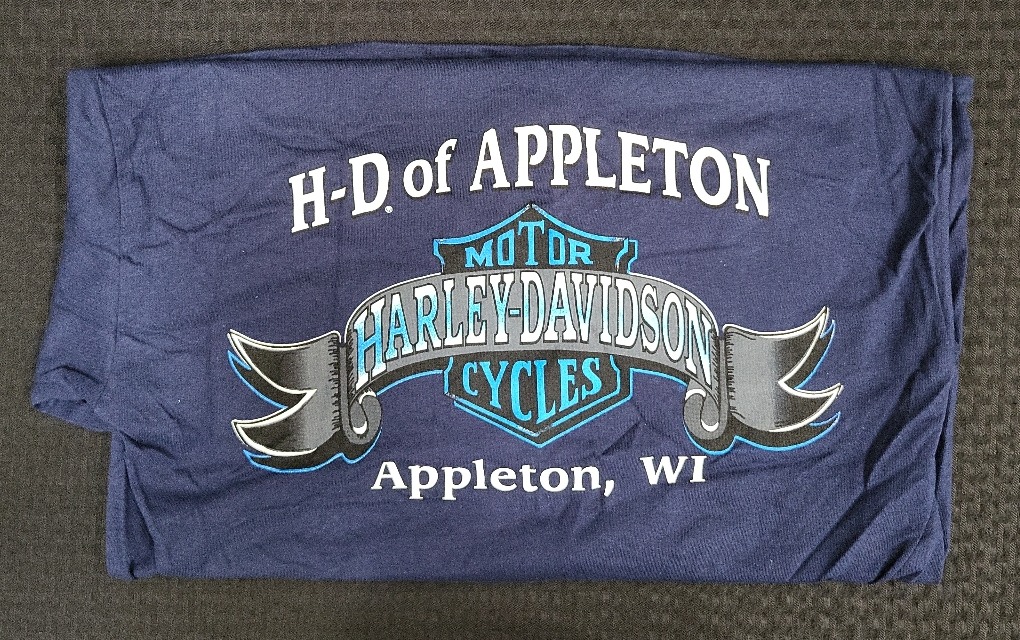 H-D® of APPLETON
MOTOR
HARLEY-DAVIDSON
CYCLES
Appleton, WI